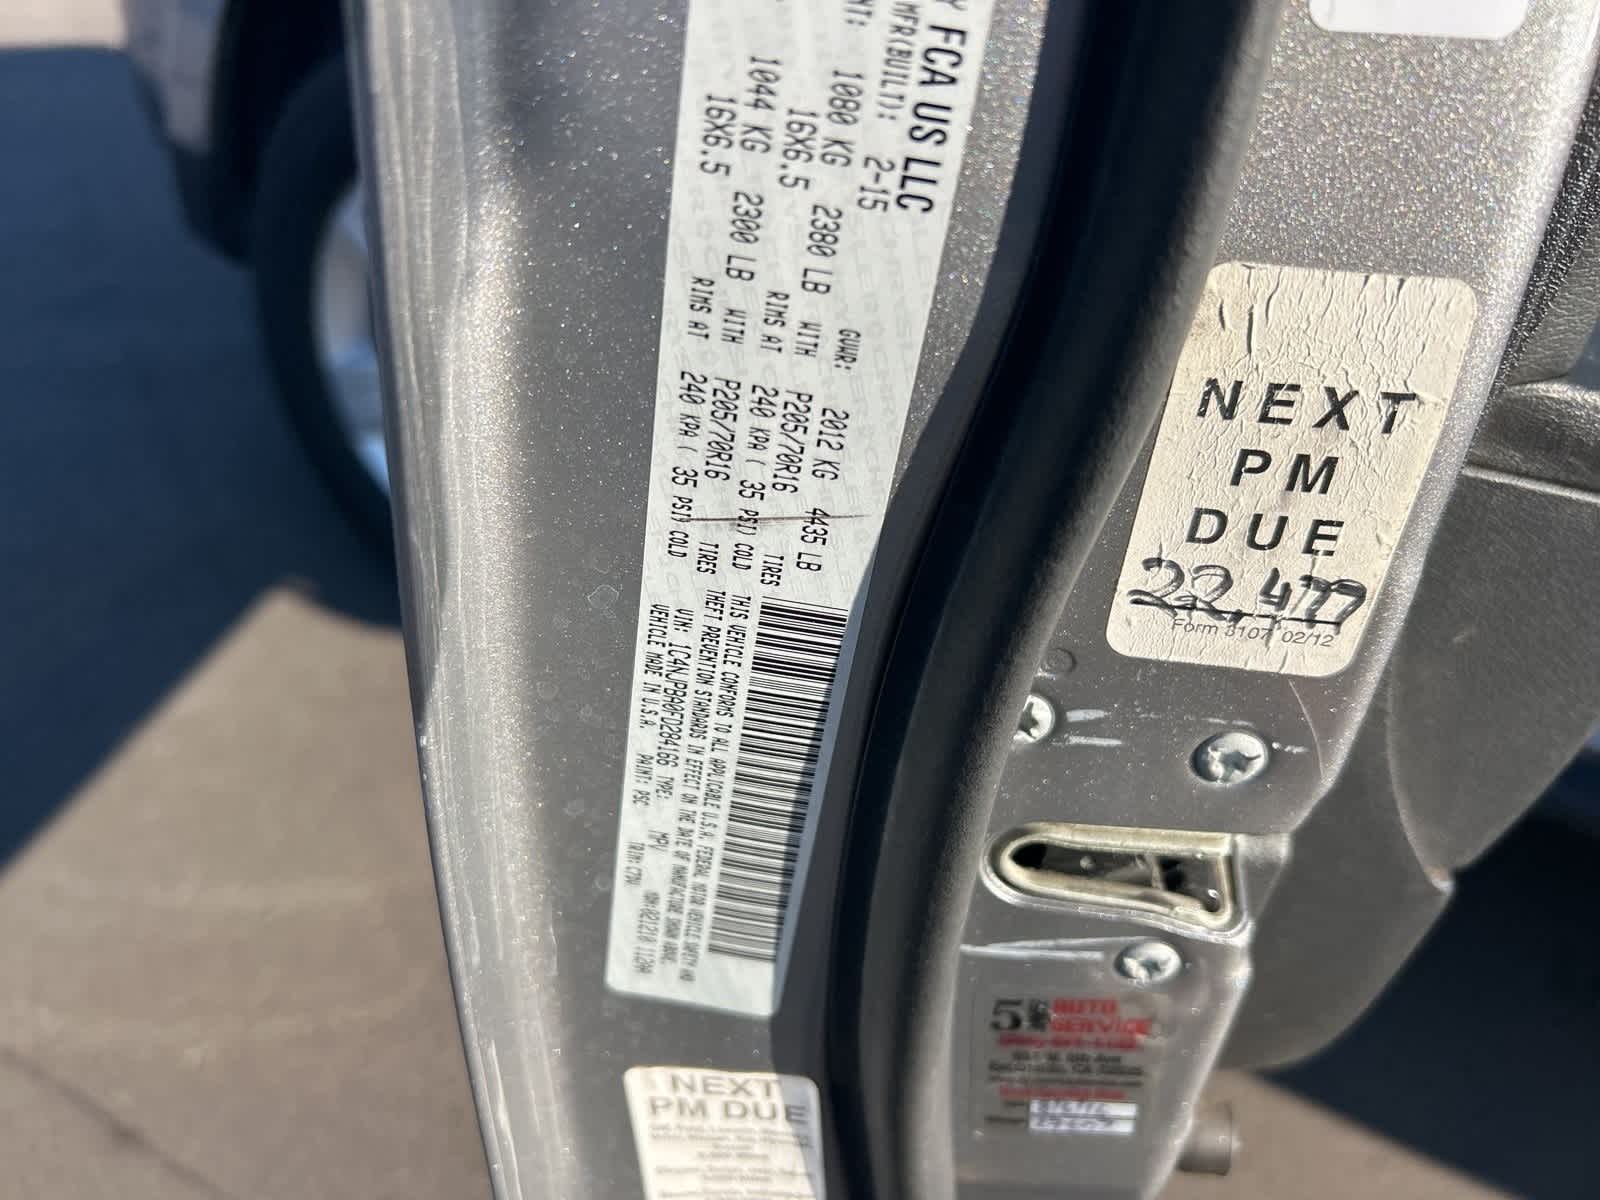 FCA US LLC
MFR(BUILT): 2-15
GVWR: 2012 KG 4435 LB
1080 KG 2380 LB WITH P205/70R16 TIRES
16X6.5 RIMS AT 240 KPA ( 35 PSI) COLD
1044 KG 2300 LB WITH P205/70R16 TIRES
16X6.5 RIMS AT 240 KPA ( 35 PSI) COLD
THIS VEHICLE CONFORMS TO ALL APPLICABLE U.S.A. FEDERAL MOTOR VEHICLE SAFETY AND
THEFT PREVENTION STANDARDS IN EFFECT ON THE DATE OF MANUFACTURE SHOWN ABOVE.
VIN: 1C4NJPBA0FD284166 TYPE: MPV MDH:021210 112AA
VEHICLE MADE IN U.S.A. PAINT: PSC
NEXT
PM
DUE
22,477
Form 3107 02/12
5
AUTO
SERVICE
NEXT
PM DUE